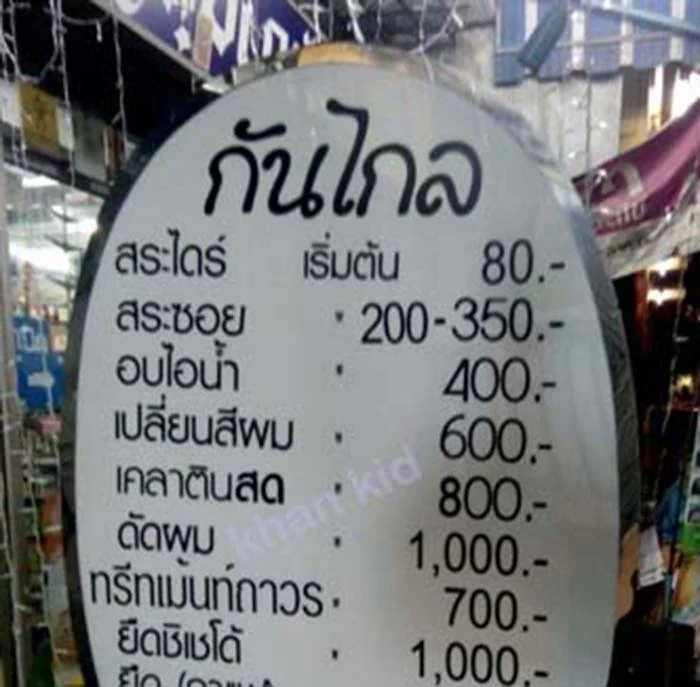 กันไกล
สระไดร์ เริ่มต้น 80.-
สระซอย " 200-350.-
อบไอน้ำ " 400.-
เปลี่ยนสีผม " 600.-
เคลาตินสด " 800.-
khan kid
ดัดผม " 1,000.-
ทรีทเม้นท์ถาวร " 700.-
ยืดชิเชโด้ " 1,000.-
ยืด